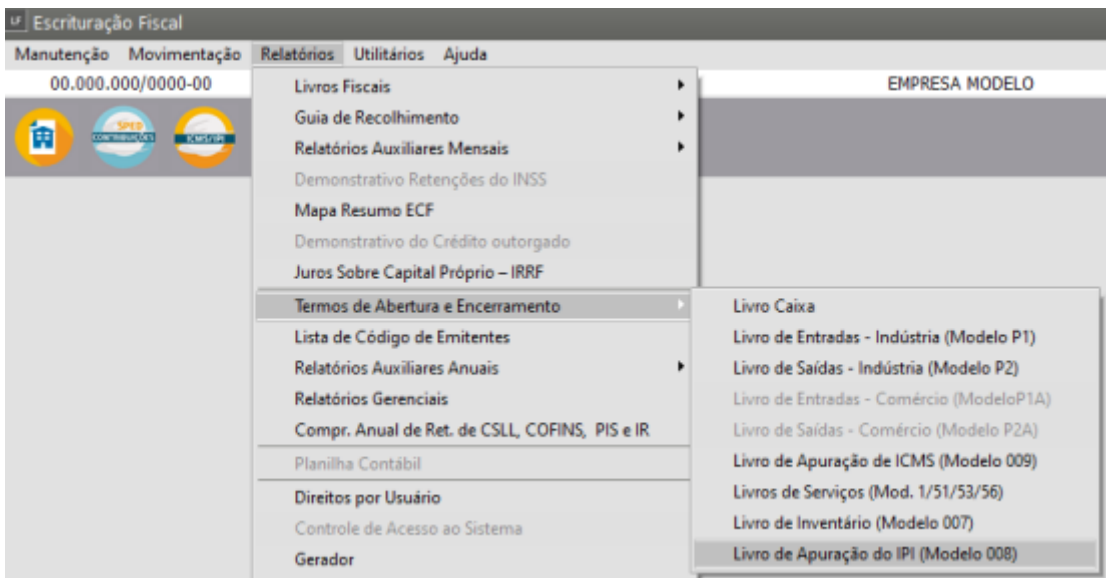 LF Escrituração Fiscal
Manutenção Movimentação Relatórios Utilitários Ajuda
00.000.000/0000-00 EMPRESA MODELO
SPED
CONTRIBUIÇÕES
ICMS/IPI
Livros Fiscais
Guia de Recolhimento
Relatórios Auxiliares Mensais
Demonstrativo Retenções do INSS
Mapa Resumo ECF
Demonstrativo do Crédito outorgado
Juros Sobre Capital Próprio – IRRF
Termos de Abertura e Encerramento
Lista de Código de Emitentes
Relatórios Auxiliares Anuais
Relatórios Gerenciais
Compr. Anual de Ret. de CSLL, COFINS, PIS e IR
Planilha Contábil
Direitos por Usuário
Controle de Acesso ao Sistema
Gerador
Livro Caixa
Livro de Entradas - Indústria (Modelo P1)
Livro de Saídas - Indústria (Modelo P2)
Livro de Entradas - Comércio (ModeloP1A)
Livro de Saídas - Comércio (Modelo P2A)
Livro de Apuração de ICMS (Modelo 009)
Livros de Serviços (Mod. 1/51/53/56)
Livro de Inventário (Modelo 007)
Livro de Apuração do IPI (Modelo 008)